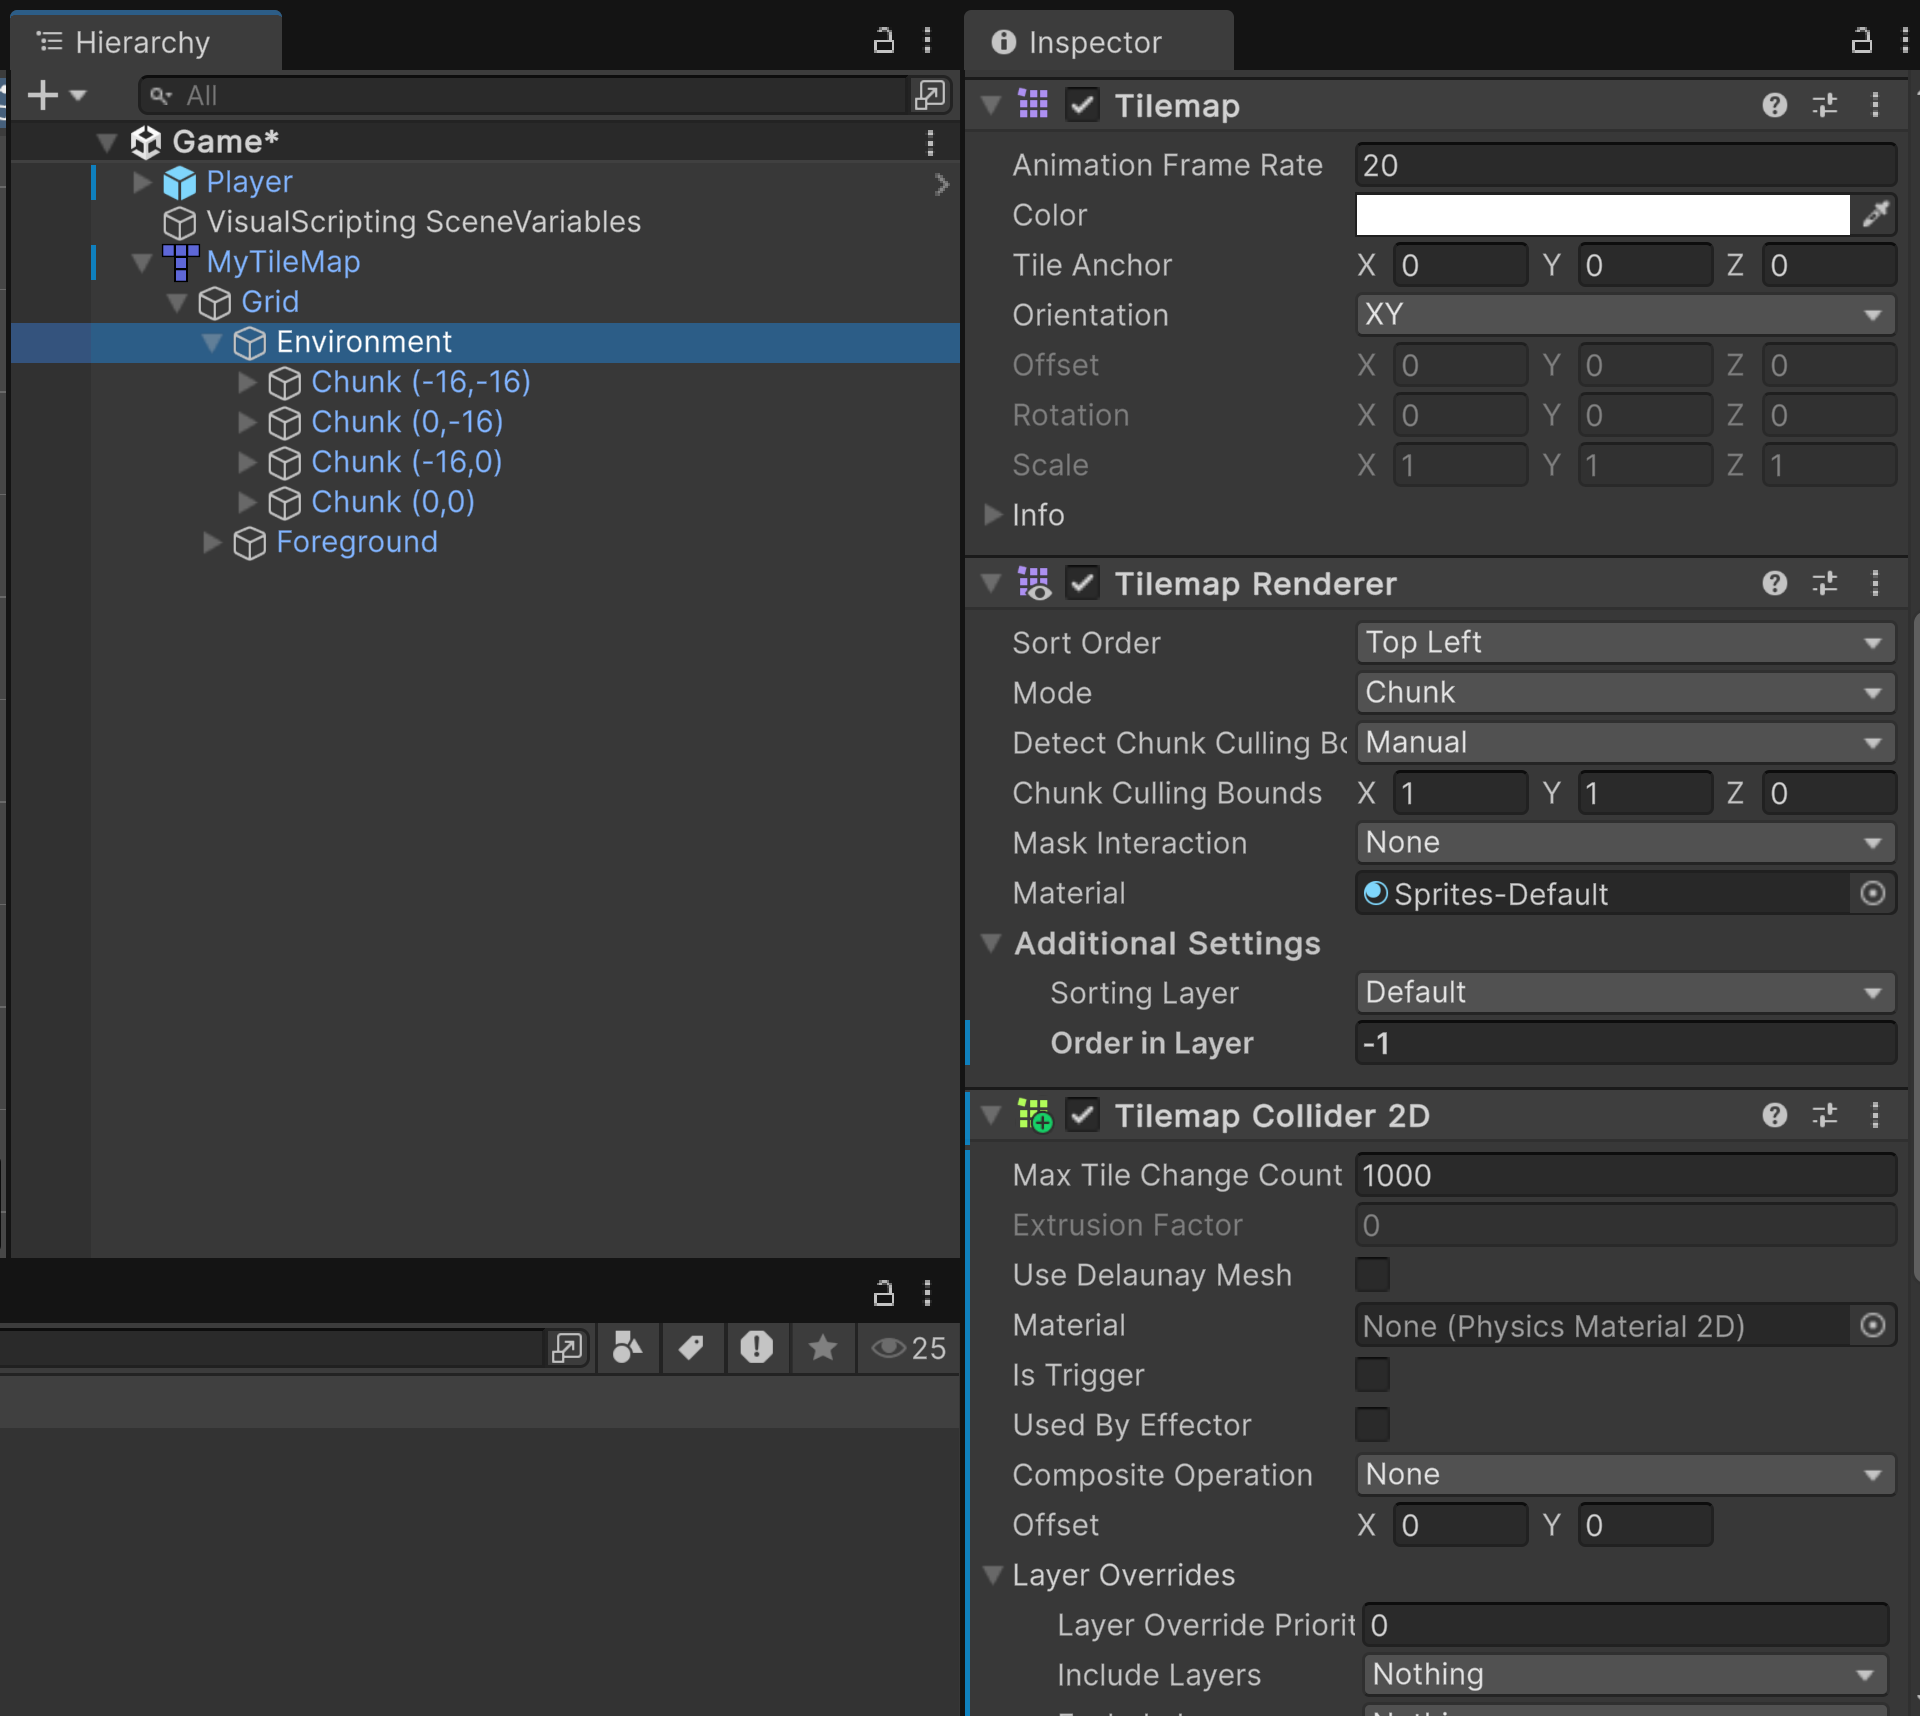 Hierarchy
All
Game*
Player
VisualScripting SceneVariables
MyTileMap
Grid
Environment
Chunk (-16,-16)
Chunk (0,-16)
Chunk (-16,0)
Chunk (0,0)
Foreground
25
Inspector
Tilemap
Animation Frame Rate 20
Color
Tile Anchor X 0 Y 0 Z 0
Orientation XY
Offset X 0 Y 0 Z 0
Rotation X 0 Y 0 Z 0
Scale X 1 Y 1 Z 1
Info
Tilemap Renderer
Sort Order Top Left
Mode Chunk
Detect Chunk Culling Bo Manual
Chunk Culling Bounds X 1 Y 1 Z 0
Mask Interaction None
Material Sprites-Default
Additional Settings
Sorting Layer Default
Order in Layer -1
Tilemap Collider 2D
Max Tile Change Count 1000
Extrusion Factor 0
Use Delaunay Mesh
Material None (Physics Material 2D)
Is Trigger
Used By Effector
Composite Operation None
Offset X 0 Y 0
Layer Overrides
Layer Override Priorit 0
Include Layers Nothing